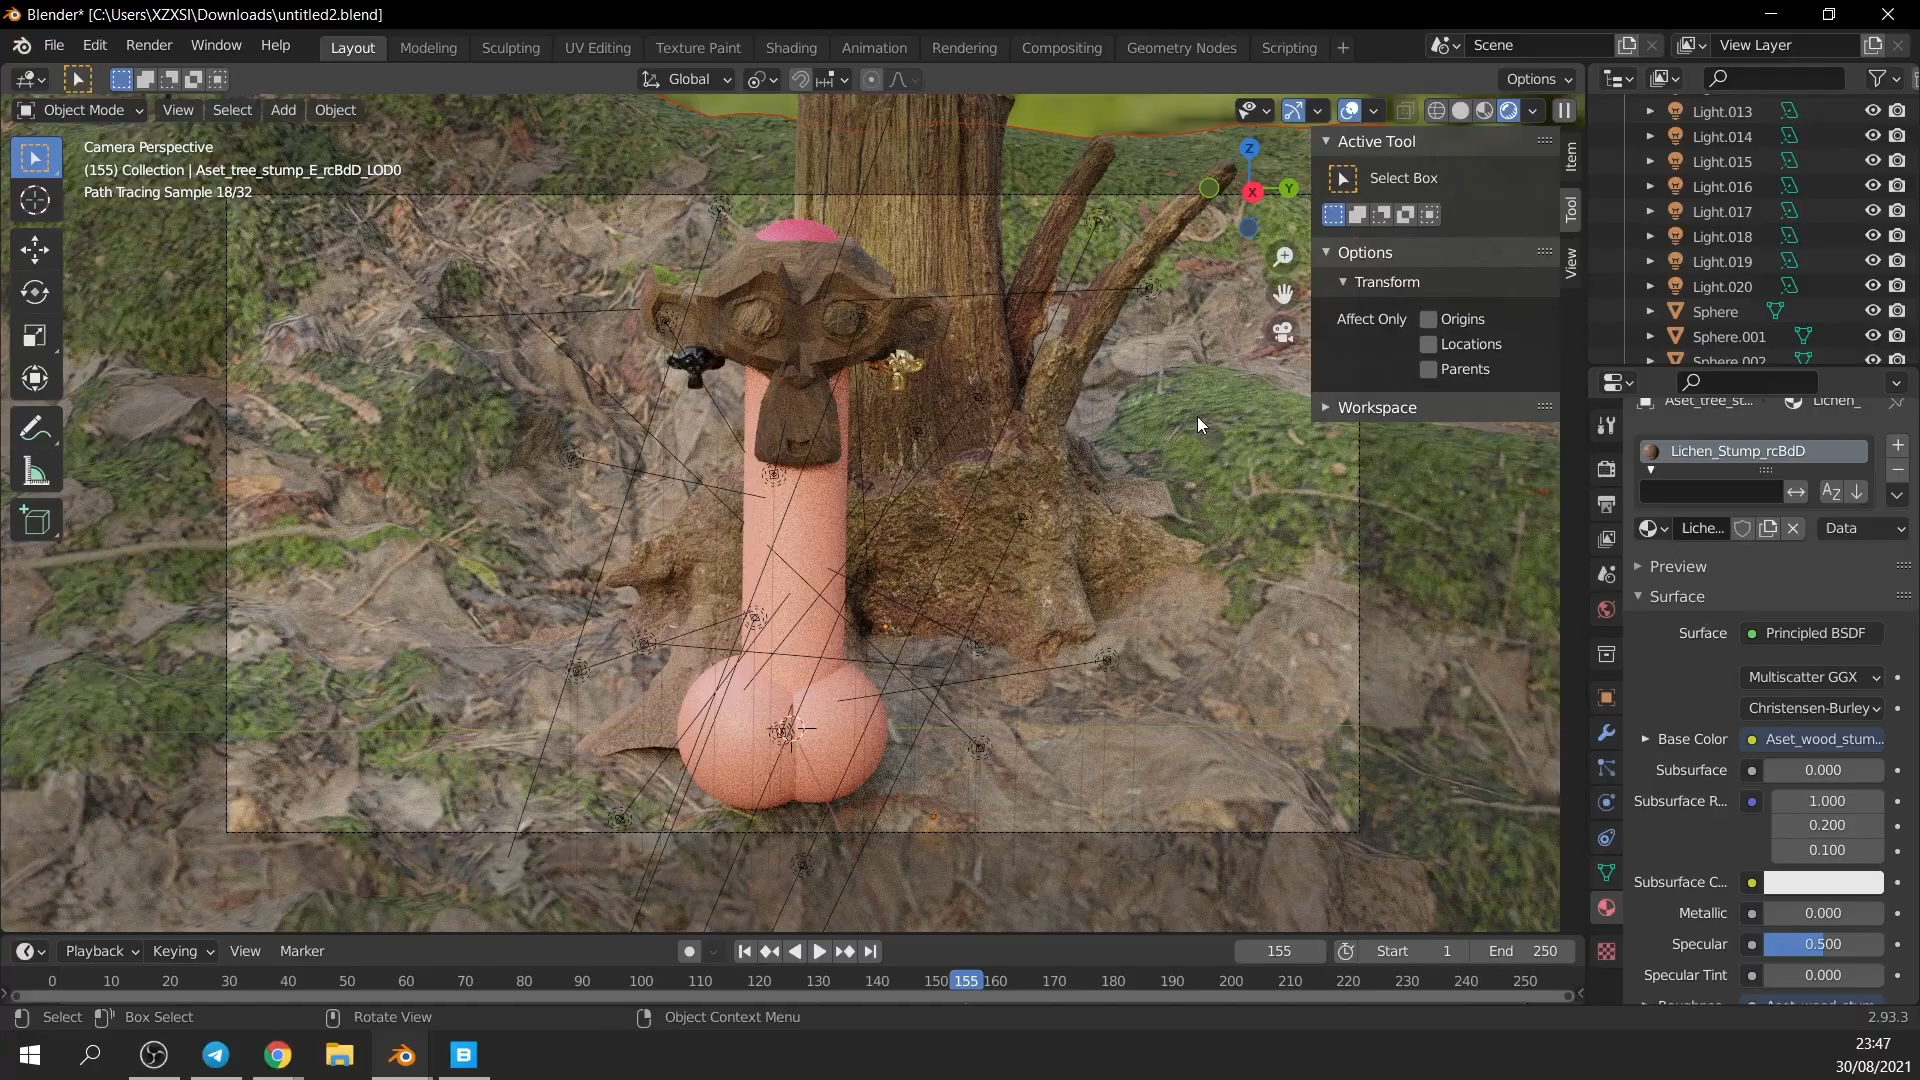 Blender* [C:\Users\XZXSI\Downloads\untitled2.blend]
File Edit Render Window Help Layout Modeling Sculpting UV Editing Texture Paint Shading Animation Rendering Compositing Geometry Nodes Scripting + Scene View Layer
Global Options
Object Mode View Select Add Object
Camera Perspective
(155) Collection | Aset_tree_stump_E_rcBdD_LOD0
Path Tracing Sample 18/32
Z
Y
X
Active Tool
Select Box
Options
Transform
Affect Only Origins
Locations
Parents
Workspace
Item
Tool
View
Light.013
Light.014
Light.015
Light.016
Light.017
Light.018
Light.019
Light.020
Sphere
Sphere.001
Sphere.002
Aset_tree_st... Lichen_
Lichen_Stump_rcBdD
Liche... Data
Preview
Surface
Surface Principled BSDF
Multiscatter GGX
Christensen-Burley
Base Color Aset_wood_stum...
Subsurface 0.000
Subsurface R... 1.000
0.200
0.100
Subsurface C...
Metallic 0.000
Specular 0.500
Specular Tint 0.000
Roughness Aset_wood_stum...
Playback Keying View Marker 155 Start 1 End 250
0 10 20 30 40 50 60 70 80 90 100 110 120 130 140 150 155 160 170 180 190 200 210 220 230 240 250
Select Box Select Rotate View Object Context Menu 2.93.3
23:47
30/08/2021